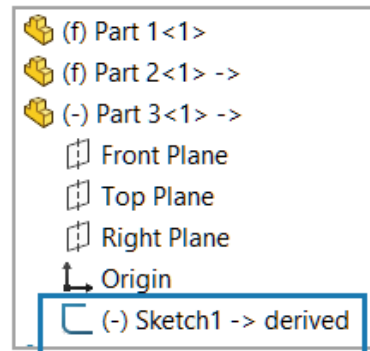 (f) Part 1<1>
(f) Part 2<1> ->
(-) Part 3<1> ->
Front Plane
Top Plane
Right Plane
Origin
(-) Sketch1 -> derived